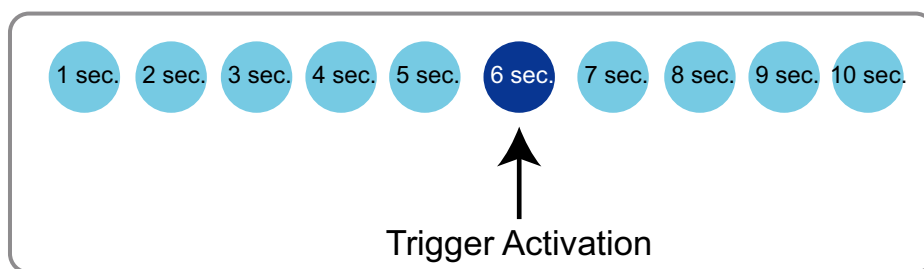 1 sec. 2 sec. 3 sec. 4 sec. 5 sec. 6 sec. 7 sec. 8 sec. 9 sec. 10 sec.
Trigger Activation